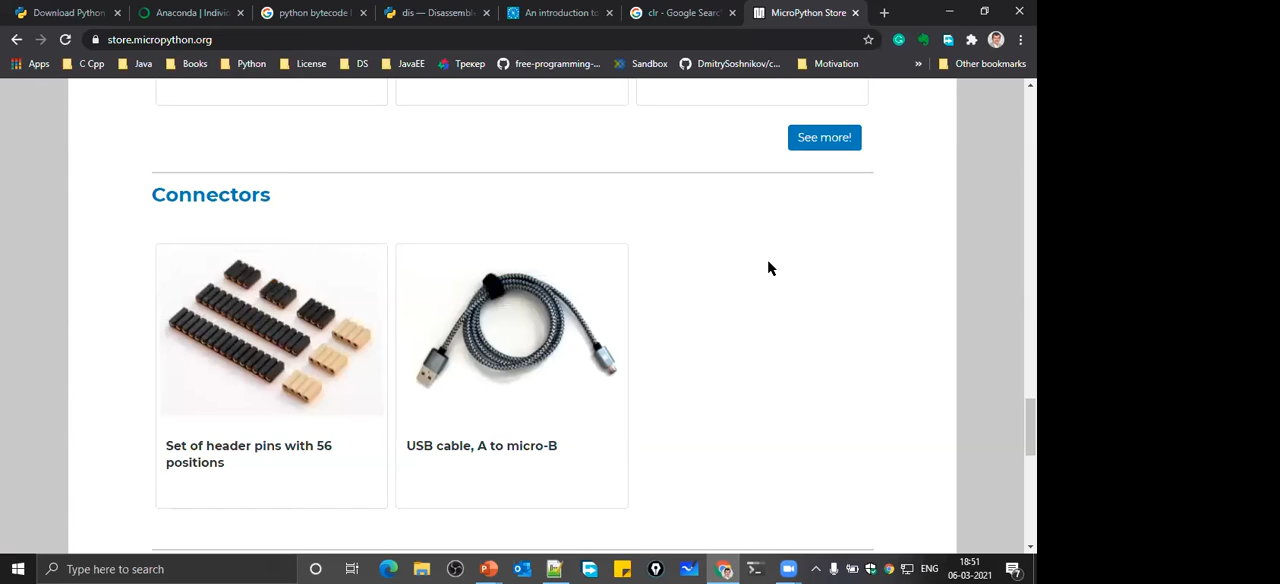 Download Python
Anaconda | Indivi
python bytecode
dis — Disassembl
An introduction to
clr - Google Searc
MicroPython Store
store.micropython.org
Apps
C Cpp
Java
Books
Python
License
DS
JavaEE
Трекер
free-programming-...
Sandbox
DmitrySoshnikov/c...
Motivation
»
Other bookmarks
See more!
Connectors
Set of header pins with 56
positions
USB cable, A to micro-B
Type here to search
ENG
18:51
06-03-2021
7